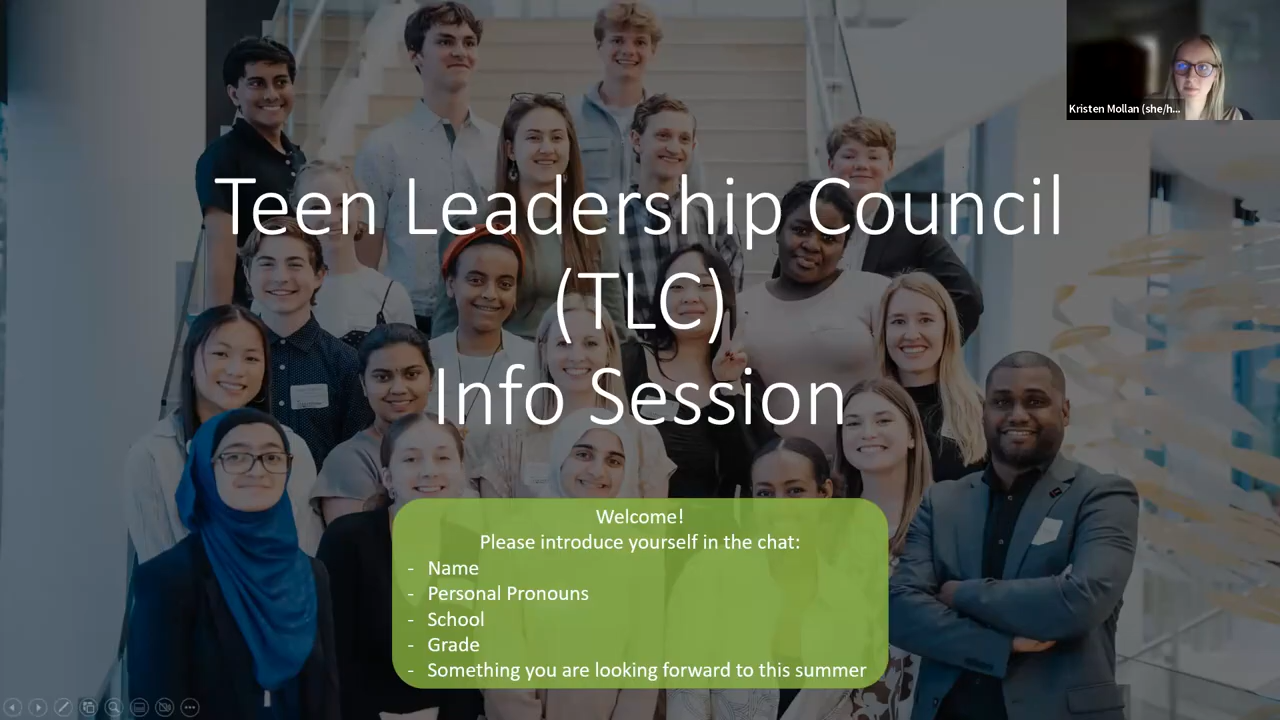 Kristen Mollan (she/h...
Teen Leadership Council
(TLC)
Info Session
Welcome!
Please introduce yourself in the chat:
- Name
- Personal Pronouns
- School
- Grade
- Something you are looking forward to this summer